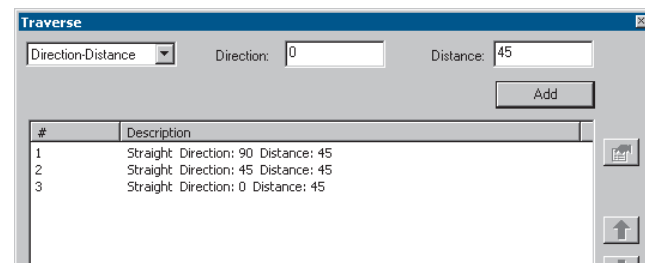 Traverse
Direction-Distance Direction: 0 Distance: 45
Add
# Description
1 Straight Direction: 90 Distance: 45
2 Straight Direction: 45 Distance: 45
3 Straight Direction: 0 Distance: 45